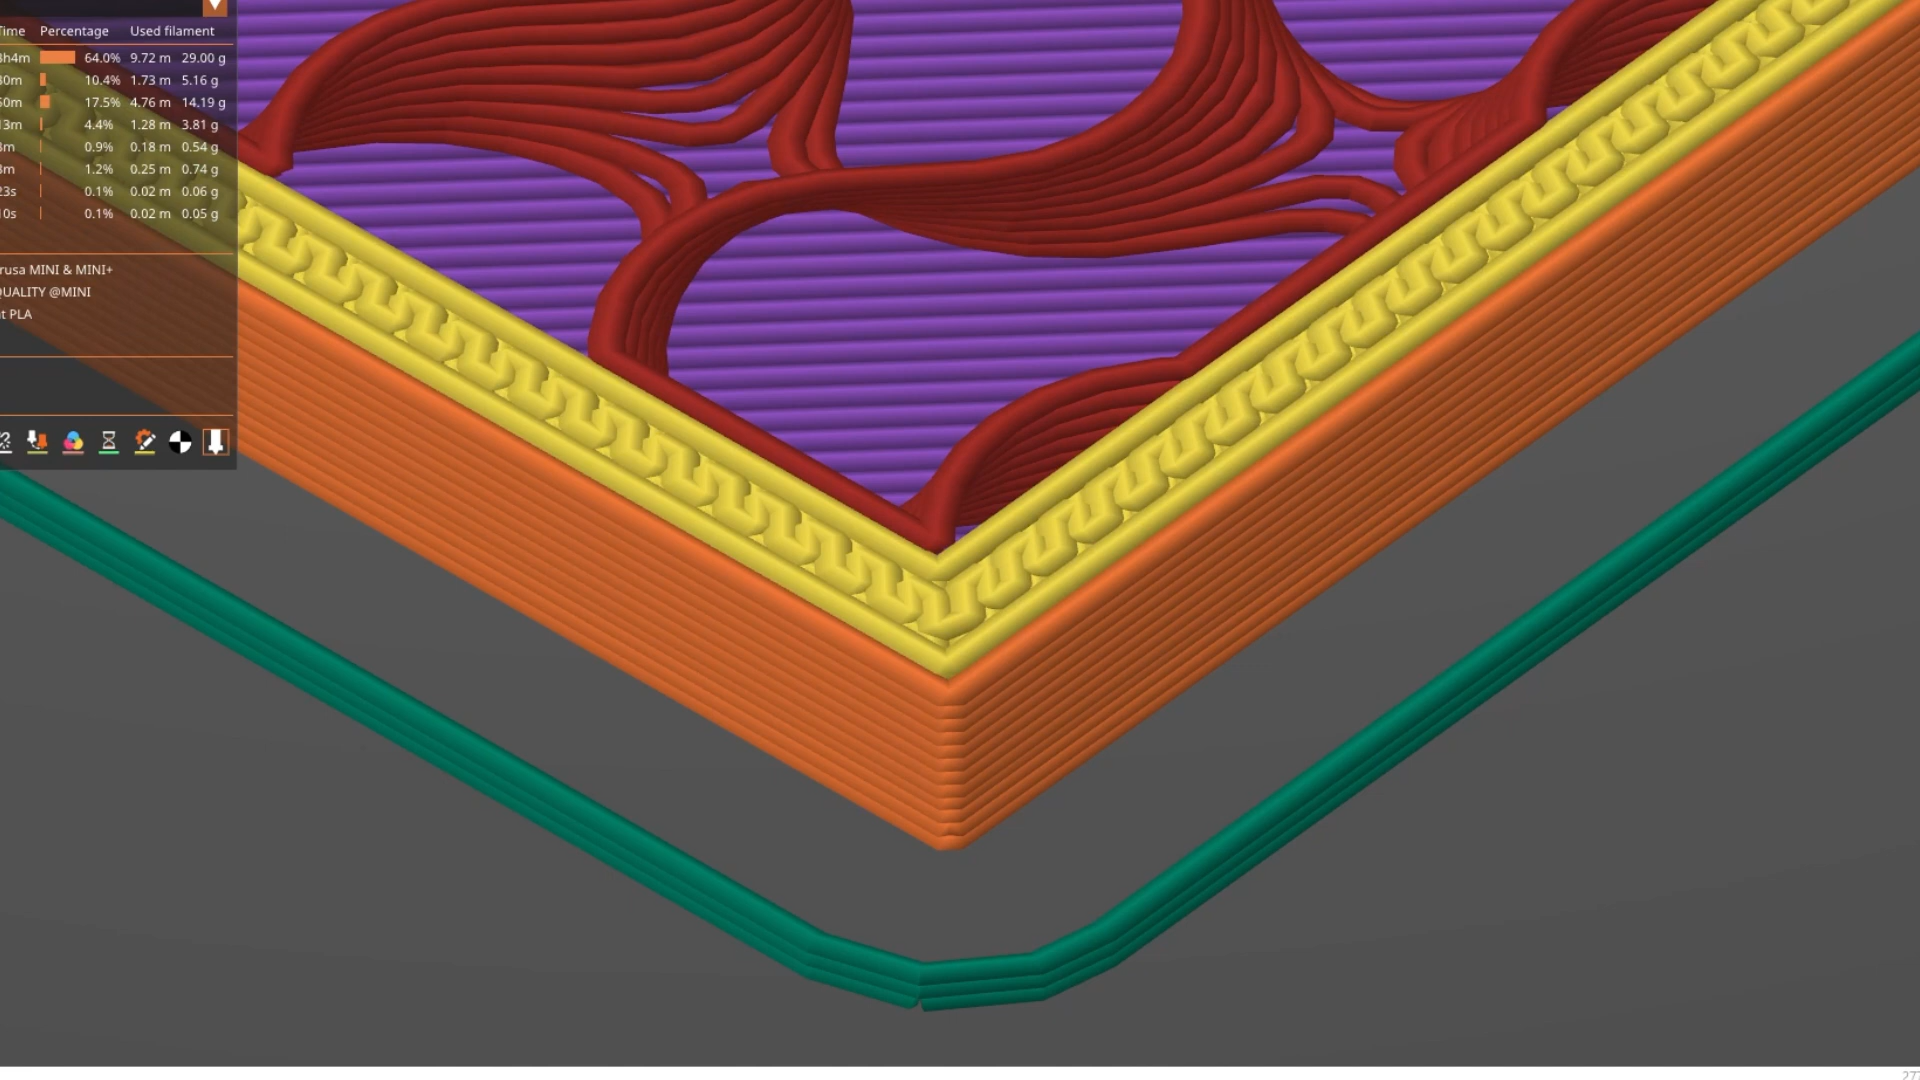 Time Percentage Used filament
3h4m 64.0% 9.72 m 29.00 g
30m 10.4% 1.73 m 5.16 g
50m 17.5% 4.76 m 14.19 g
13m 4.4% 1.28 m 3.81 g
3m 0.9% 0.18 m 0.54 g
3m 1.2% 0.25 m 0.74 g
23s 0.1% 0.02 m 0.06 g
10s 0.1% 0.02 m 0.05 g
rusa MINI & MINI+
QUALITY @MINI
t PLA